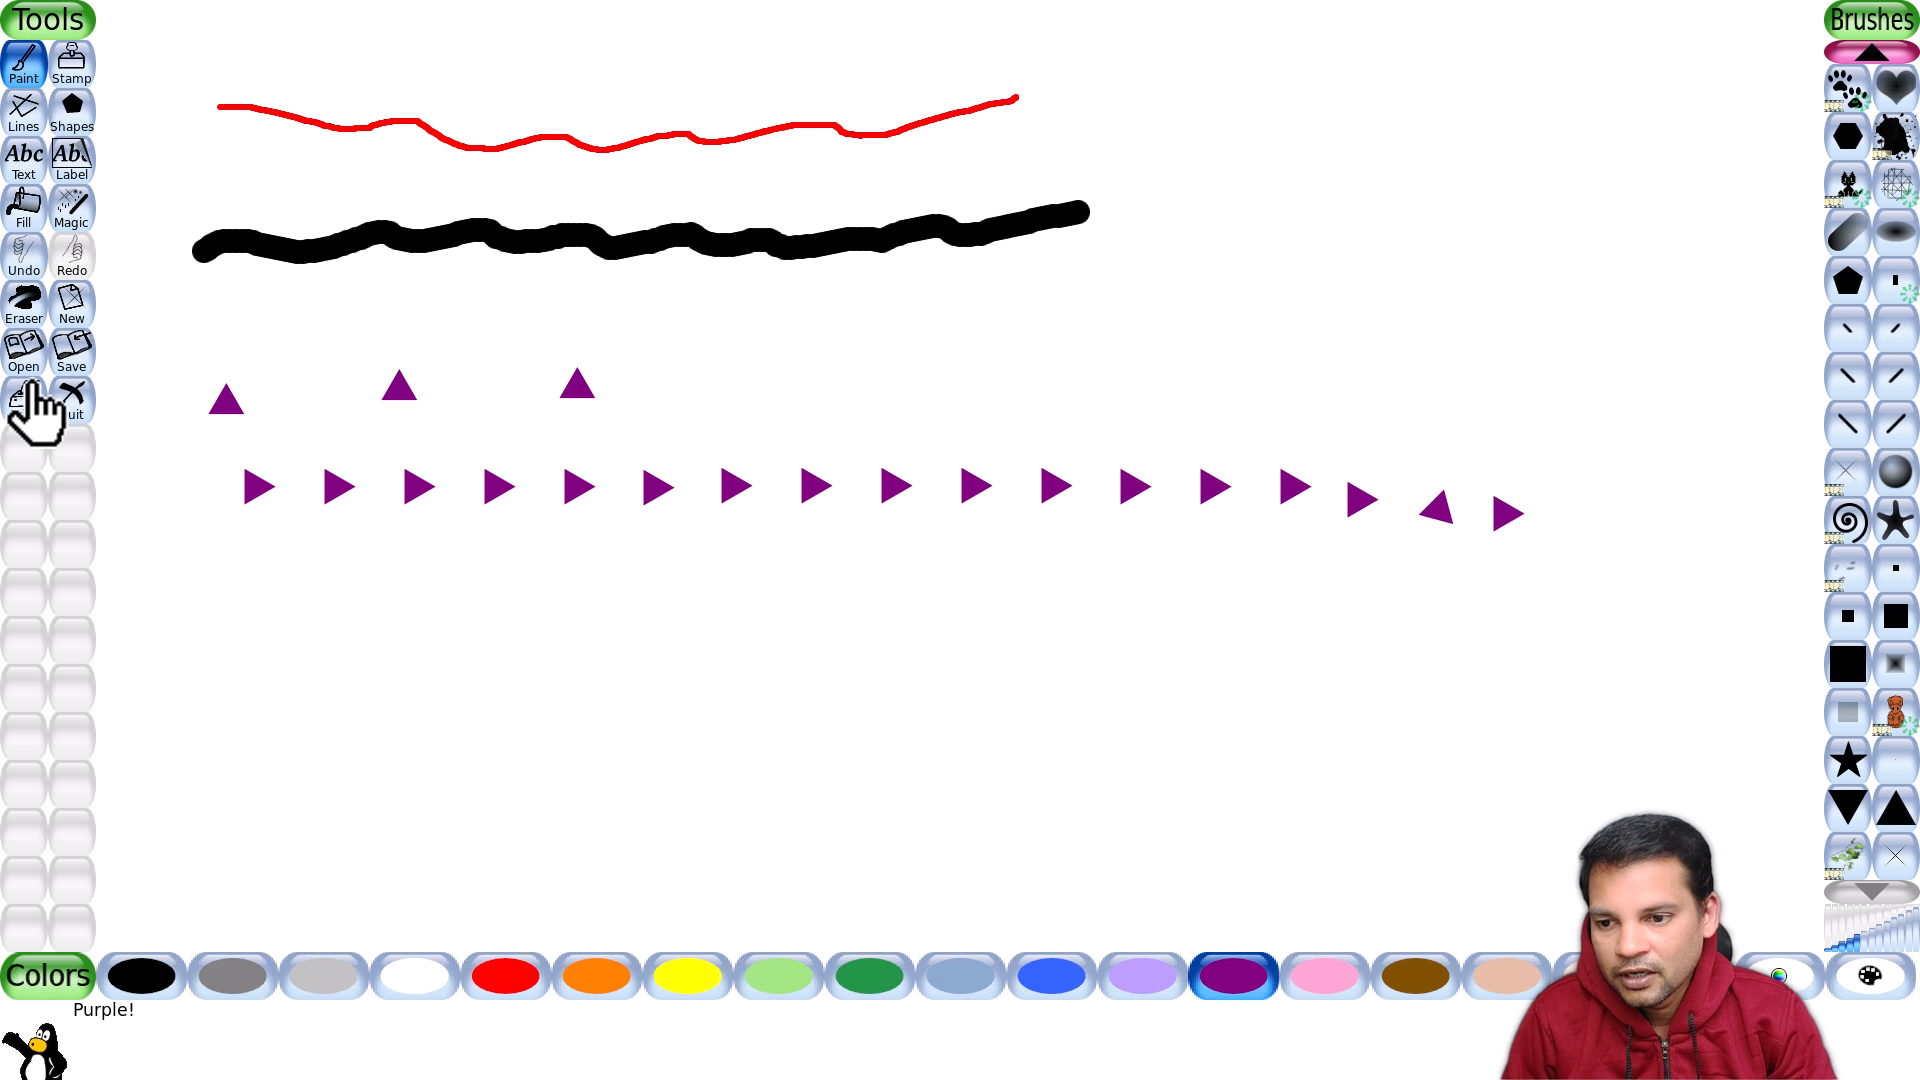 Tools
Brushes
Paint
Stamp
Lines
Shapes
Abc
Abc
Text
Label
Fill
Magic
Undo
Redo
Eraser
New
Open
Save
uit
Colors
Purple!